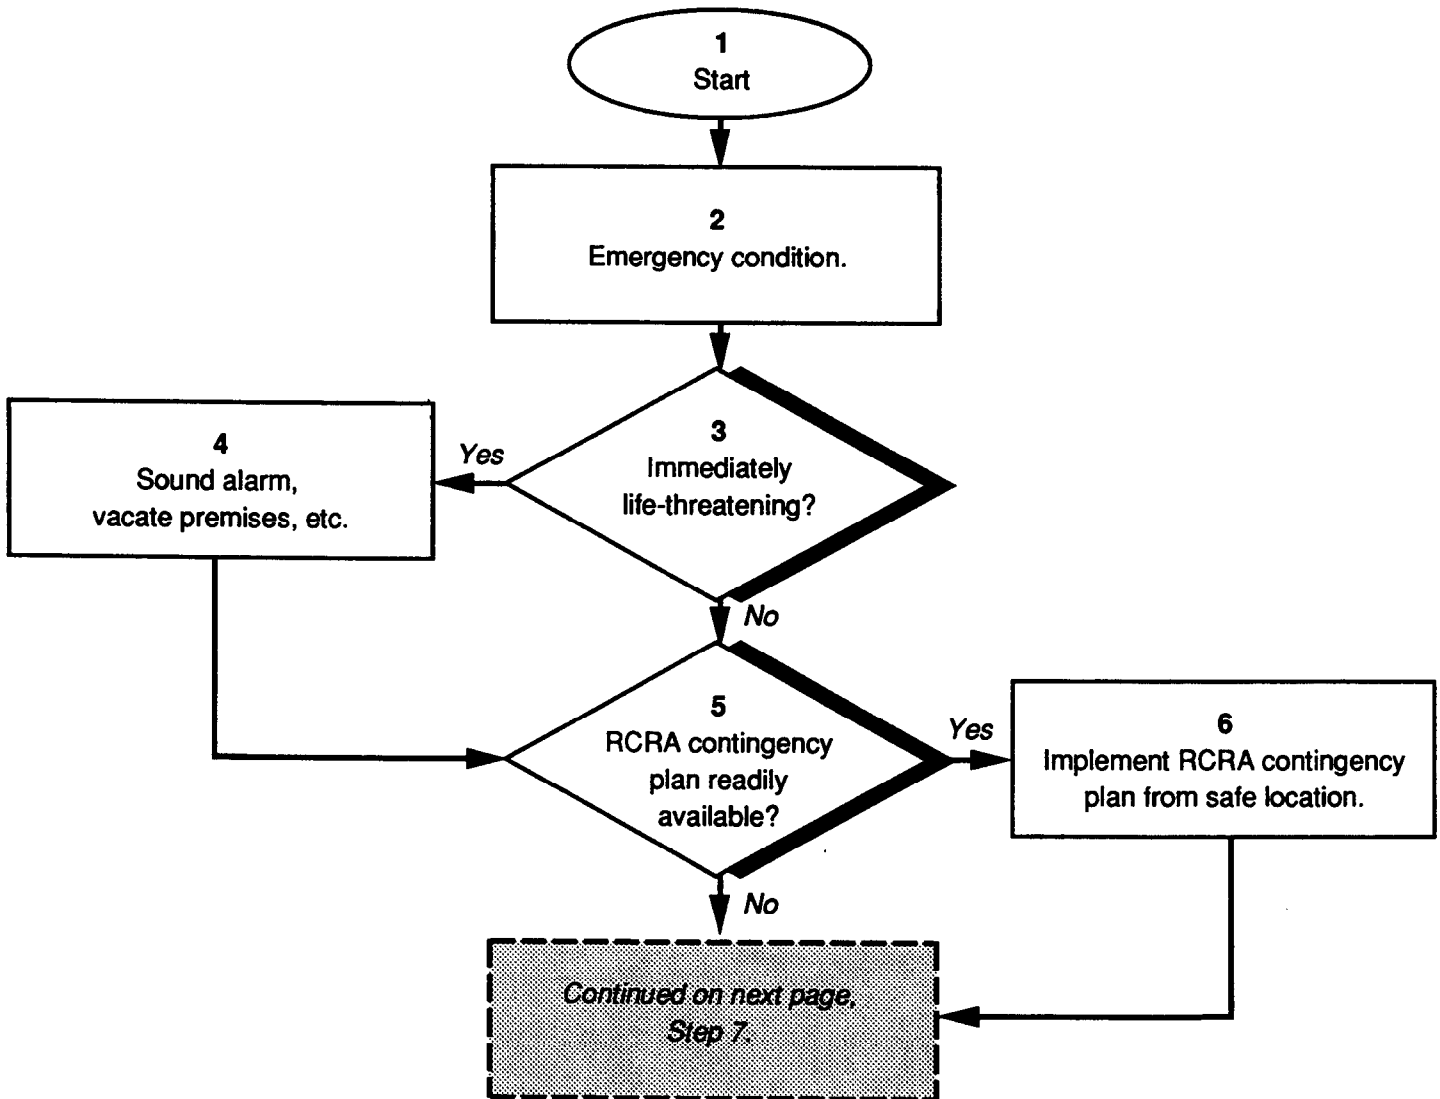 1
Start
2
Emergency condition.
3
Immediately
life-threatening?
Yes
4
Sound alarm,
vacate premises, etc.
No
5
RCRA contingency
plan readily
available?
Yes
6
Implement RCRA contingency
plan from safe location.
No
Continued on next page,
Step 7.